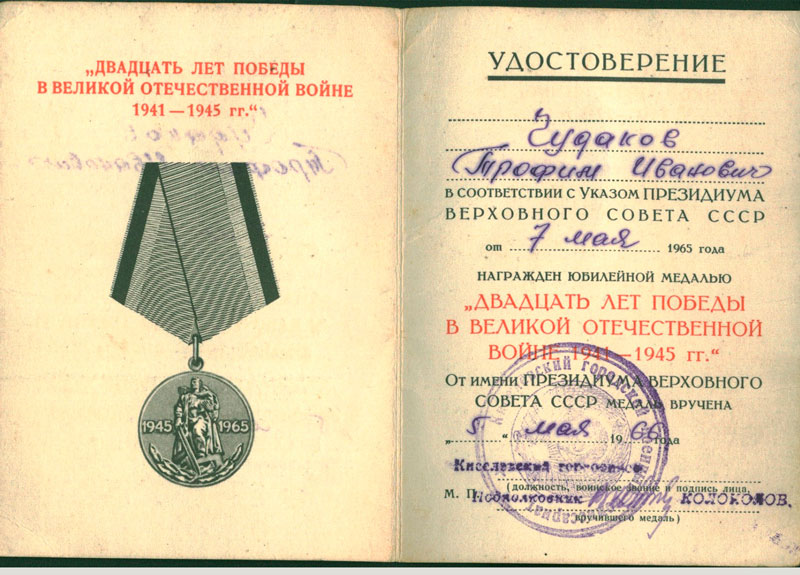 „ДВАДЦАТЬ ЛЕТ ПОБЕДЫ
В ВЕЛИКОЙ ОТЕЧЕСТВЕННОЙ ВОЙНЕ
1941—1945 гг.“
1945 1965
УДОСТОВЕРЕНИЕ
Чудаков
Трофим Иванович
В СООТВЕТСТВИИ С УКАЗОМ ПРЕЗИДИУМА
ВЕРХОВНОГО СОВЕТА СССР
от 7 мая 1965 года
НАГРАЖДЕН ЮБИЛЕЙНОЙ МЕДАЛЬЮ
„ДВАДЦАТЬ ЛЕТ ПОБЕДЫ
В ВЕЛИКОЙ ОТЕЧЕСТВЕННОЙ
ВОЙНЕ 1941—1945 гг.“
От имени ПРЕЗИДИУМА ВЕРХОВНОГО
СОВЕТА СССР МЕДАЛЬ ВРУЧЕНА
„5“ мая 1966 года
(должность, воинское звание и подпись лица,
М. П. Подполковник КОЛОКОЛОВ.
вручившего медаль)
ГОРОДСКОЙ